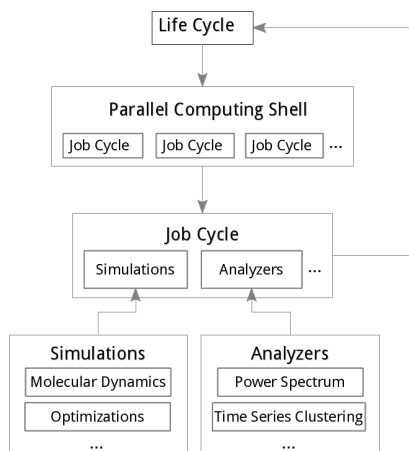 Life Cycle
Parallel Computing Shell
Job Cycle Job Cycle Job Cycle ...
Job Cycle
Simulations Analyzers ...
Simulations
Molecular Dynamics
Optimizations
...
Analyzers
Power Spectrum
Time Series Clustering
...